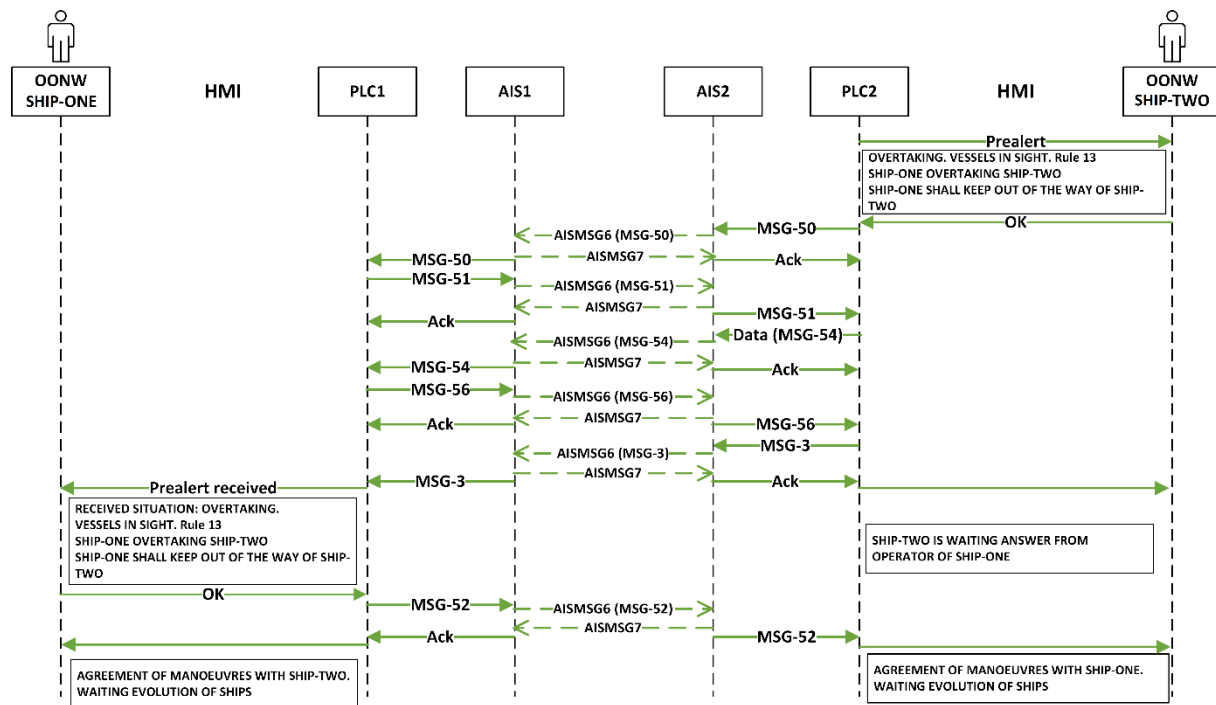 OONW
SHIP-ONE
HMI
PLC1
AIS1
AIS2
PLC2
HMI
OONW
SHIP-TWO
Prealert
OVERTAKING. VESSELS IN SIGHT. Rule 13
SHIP-ONE OVERTAKING SHIP-TWO
SHIP-ONE SHALL KEEP OUT OF THE WAY OF SHIP-
TWO
OK
MSG-50
AISMSG6 (MSG-50)
MSG-50
AISMSG7
Ack
MSG-51
AISMSG6 (MSG-51)
AISMSG7
MSG-51
Ack
Data (MSG-54)
AISMSG6 (MSG-54)
MSG-54
AISMSG7
Ack
MSG-56
AISMSG6 (MSG-56)
AISMSG7
Ack
MSG-56
MSG-3
AISMSG6 (MSG-3)
AISMSG7
Prealert received
MSG-3
Ack
RECEIVED SITUATION: OVERTAKING.
VESSELS IN SIGHT. Rule 13
SHIP-ONE OVERTAKING SHIP-TWO
SHIP-ONE SHALL KEEP OUT OF THE WAY OF SHIP-
TWO
SHIP-TWO IS WAITING ANSWER FROM
OPERATOR OF SHIP-ONE
OK
MSG-52
AISMSG6 (MSG-52)
AISMSG7
Ack
MSG-52
AGREEMENT OF MANOEUVRES WITH SHIP-TWO.
WAITING EVOLUTION OF SHIPS
AGREEMENT OF MANOEUVRES WITH SHIP-ONE.
WAITING EVOLUTION OF SHIPS